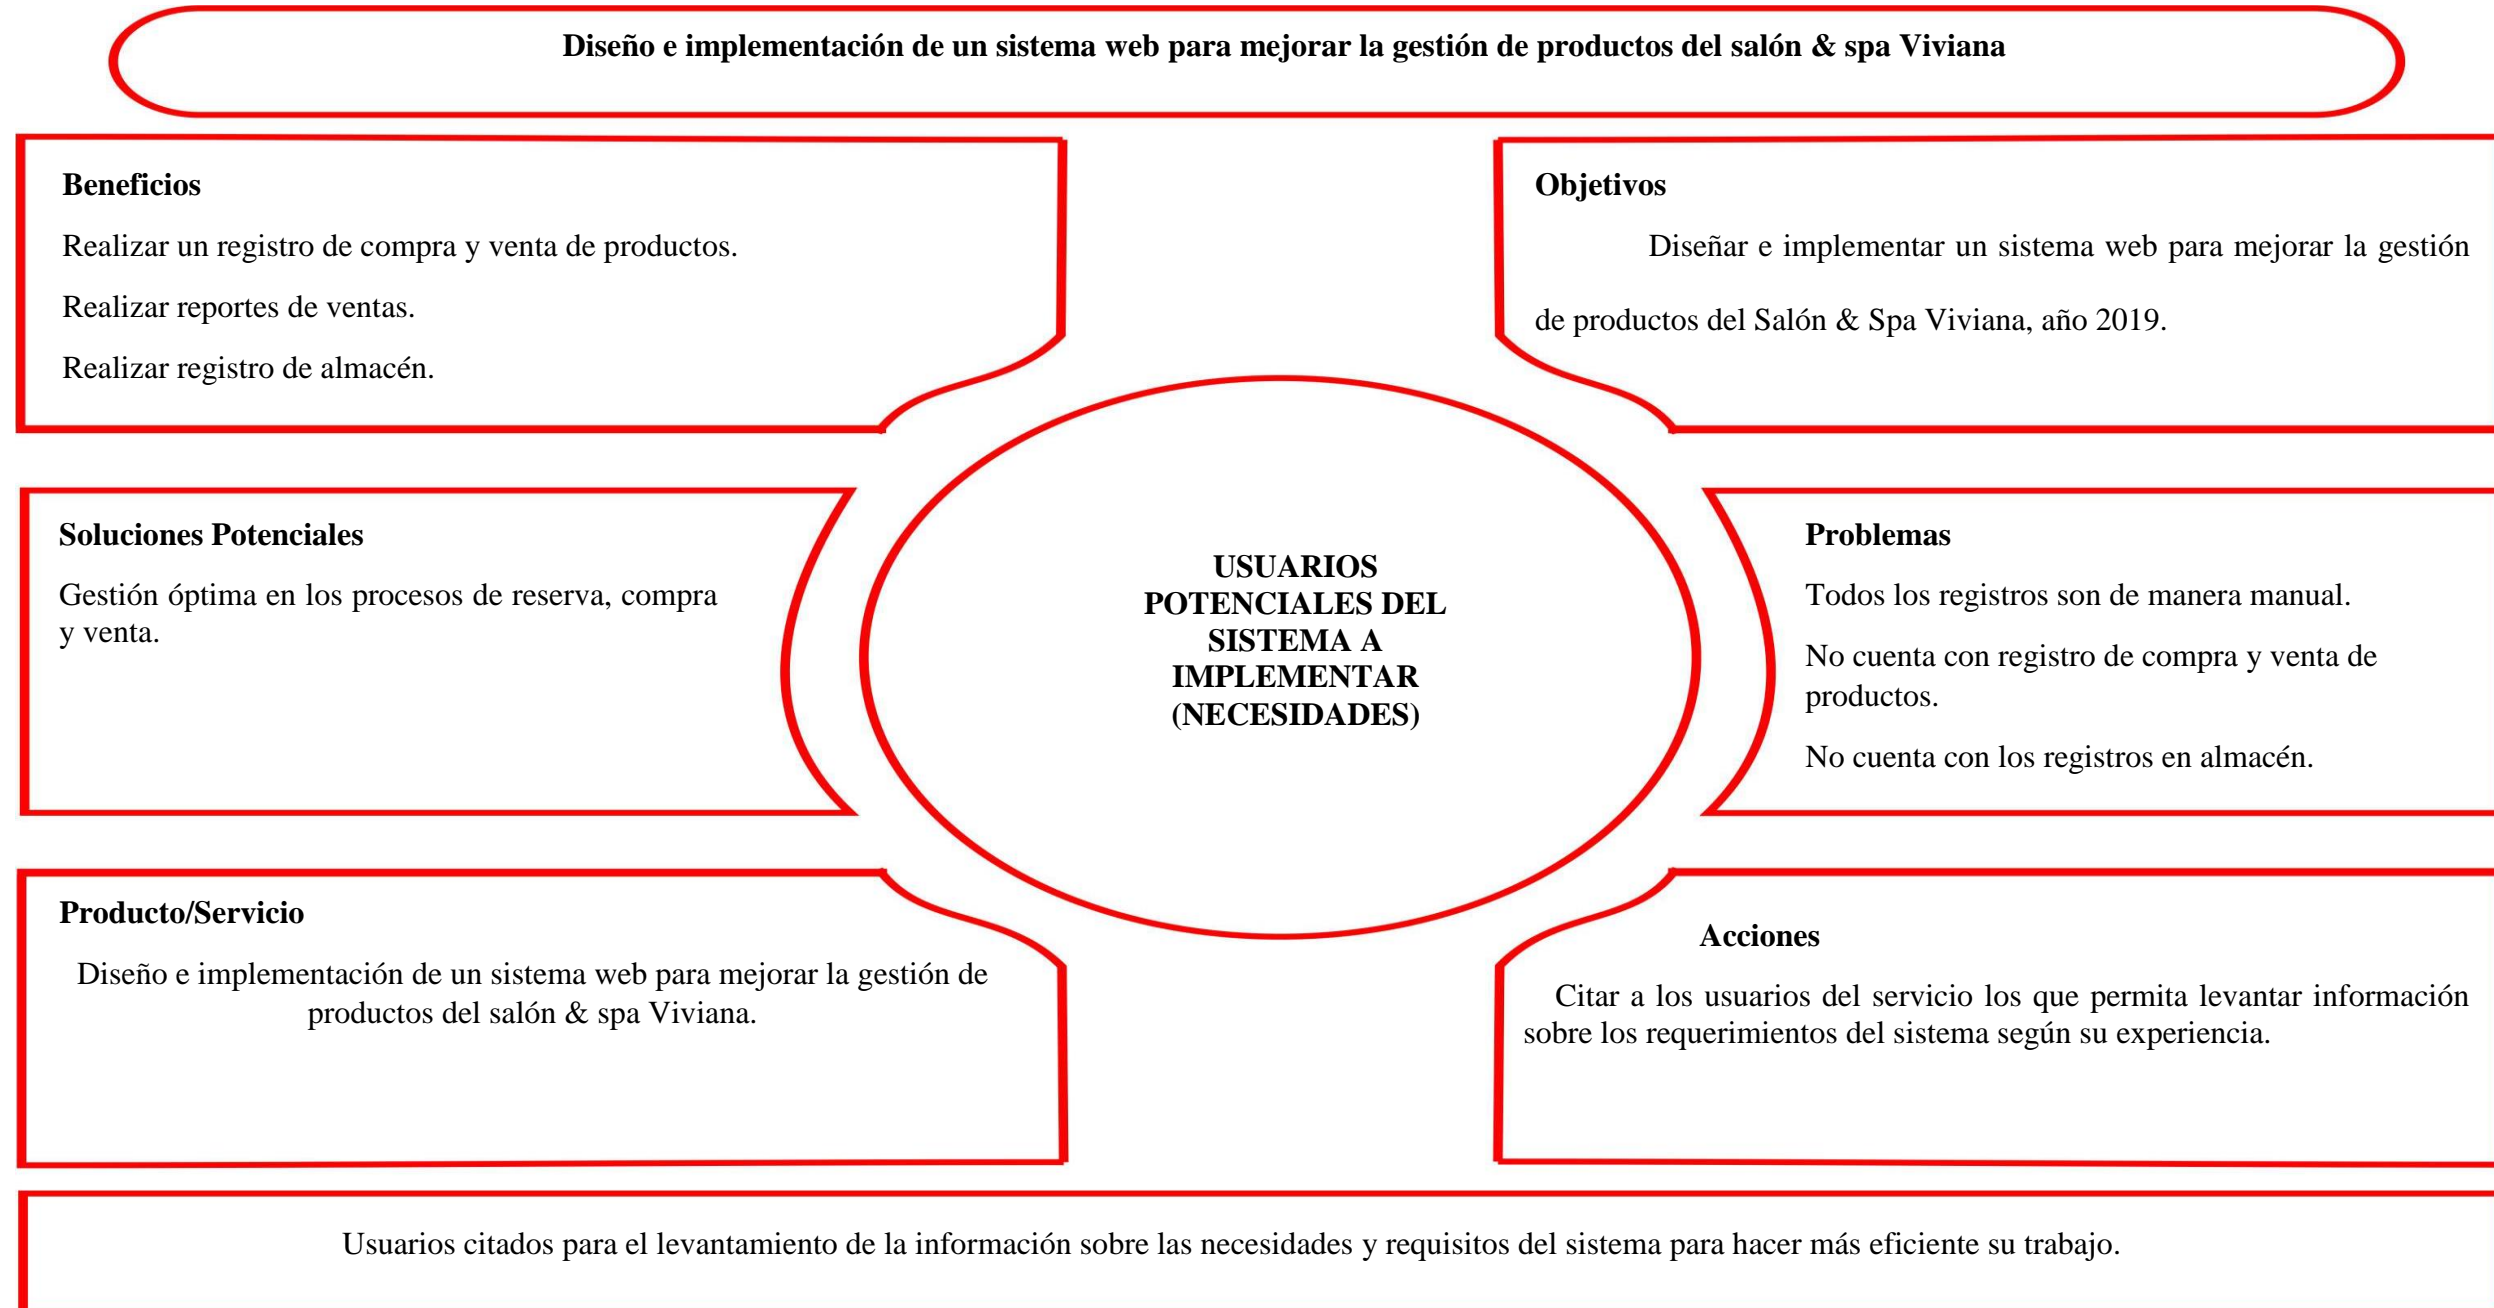 Diseño e implementación de un sistema web para mejorar la gestión de productos del salón & spa Viviana
Beneficios
Realizar un registro de compra y venta de productos.
Realizar reportes de ventas.
Realizar registro de almacén.
Objetivos
Diseñar e implementar un sistema web para mejorar la gestión
de productos del Salón & Spa Viviana, año 2019.
Soluciones Potenciales
Gestión óptima en los procesos de reserva, compra
y venta.
USUARIOS
POTENCIALES DEL
SISTEMA A
IMPLEMENTAR
(NECESIDADES)
Problemas
Todos los registros son de manera manual.
No cuenta con registro de compra y venta de
productos.
No cuenta con los registros en almacén.
Producto/Servicio
Diseño e implementación de un sistema web para mejorar la gestión de
productos del salón & spa Viviana.
Acciones
Citar a los usuarios del servicio los que permita levantar información
sobre los requerimientos del sistema según su experiencia.
Usuarios citados para el levantamiento de la información sobre las necesidades y requisitos del sistema para hacer más eficiente su trabajo.